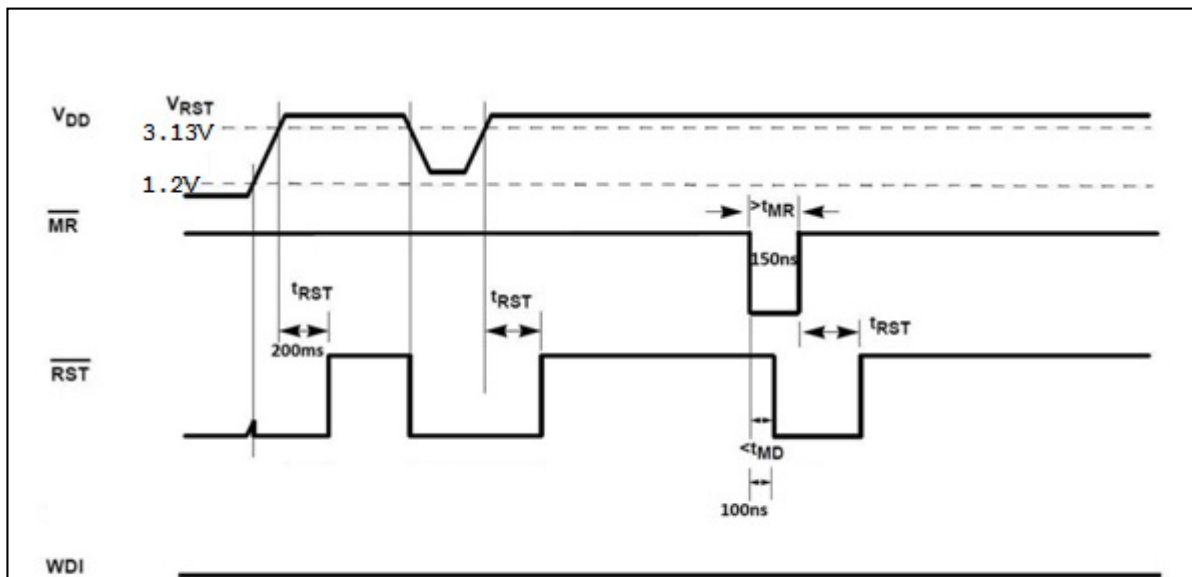 VDD
VRST
3.13V
1.2V
MR
>tMR
150ns
tRST
200ms
tRST
tRST
RST
<tMD
100ns
WDI